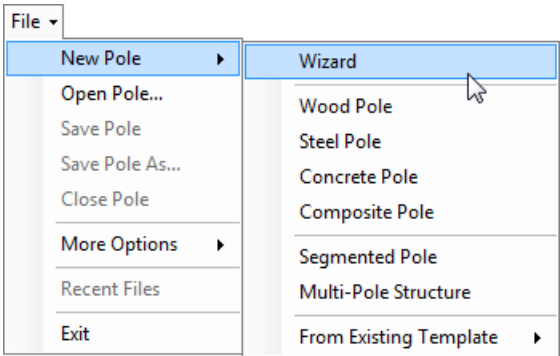 File
New Pole
Open Pole...
Save Pole
Save Pole As...
Close Pole
More Options
Recent Files
Exit
Wizard
Wood Pole
Steel Pole
Concrete Pole
Composite Pole
Segmented Pole
Multi-Pole Structure
From Existing Template